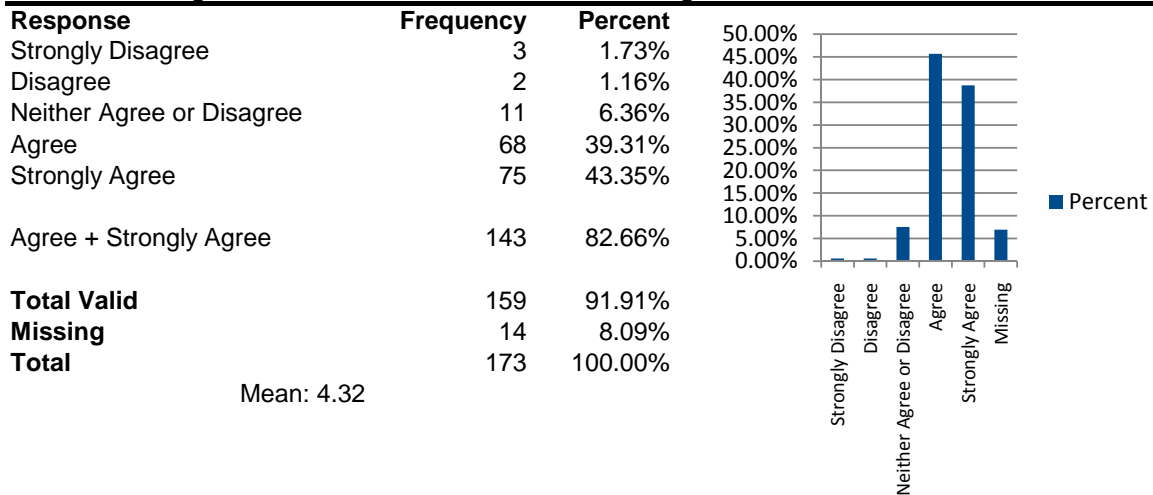 Response Frequency Percent
Strongly Disagree 3 1.73%
Disagree 2 1.16%
Neither Agree or Disagree 11 6.36%
Agree 68 39.31%
Strongly Agree 75 43.35%
Agree + Strongly Agree 143 82.66%
Total Valid 159 91.91%
Missing 14 8.09%
Total 173 100.00%
Mean: 4.32
50.00%
45.00%
40.00%
35.00%
30.00%
25.00%
20.00%
15.00%
10.00%
5.00%
0.00%
Strongly Disagree
Disagree
Neither Agree or Disagree
Agree
Strongly Agree
Missing
Percent